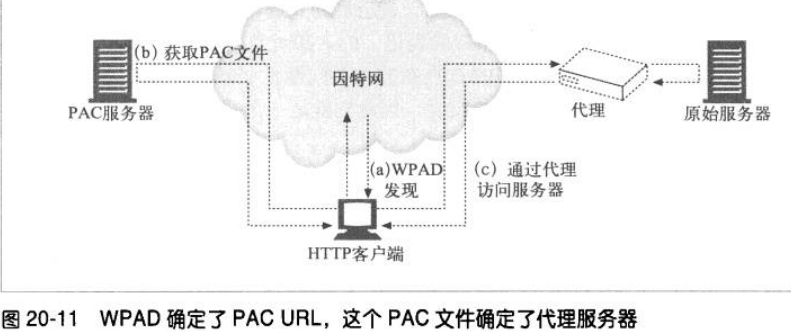 (b) 获取PAC文件
因特网
PAC服务器
代理
原始服务器
(a)WPAD
发现
(c) 通过代理
访问服务器
HTTP客户端
图 20-11 WPAD 确定了 PAC URL，这个 PAC 文件确定了代理服务器